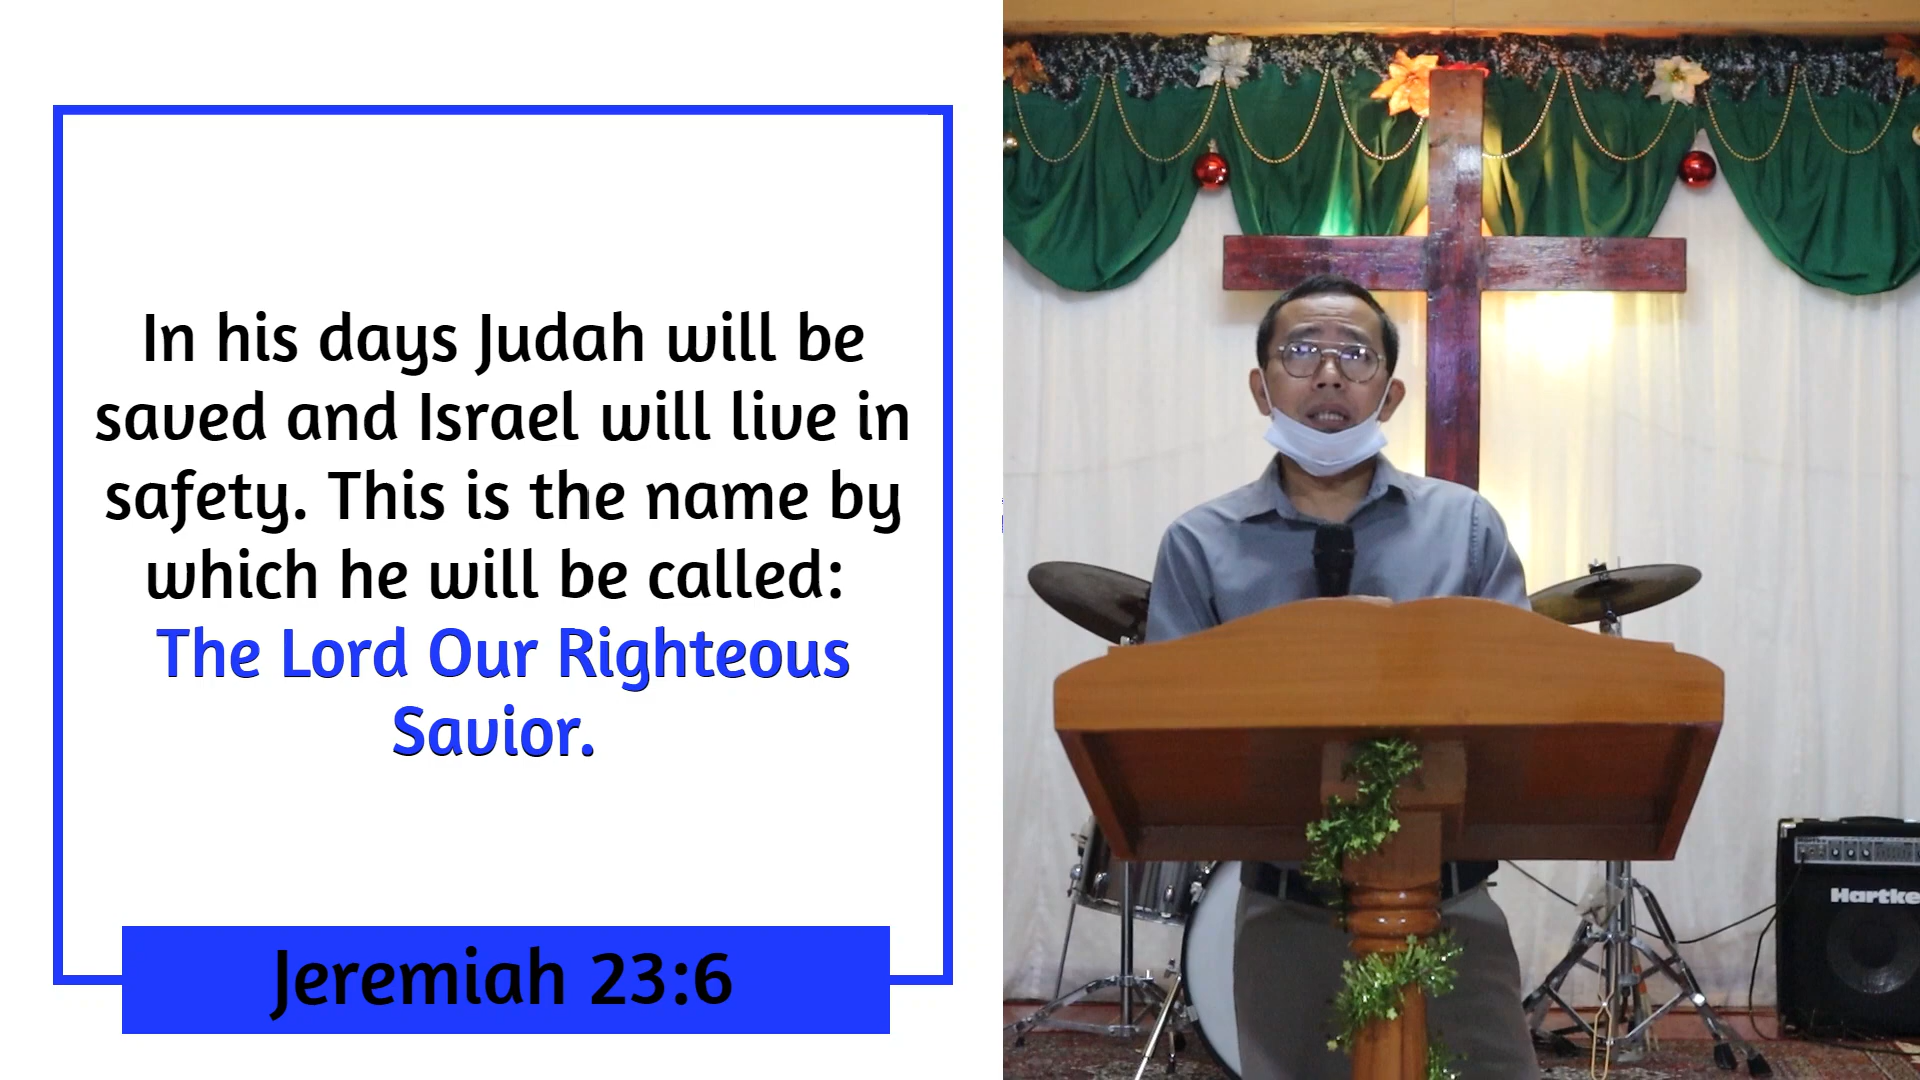 In his days Judah will be
saved and Israel will live in
safety. This is the name by
which he will be called:
The Lord Our Righteous
Savior.
Jeremiah 23:6
Hartke